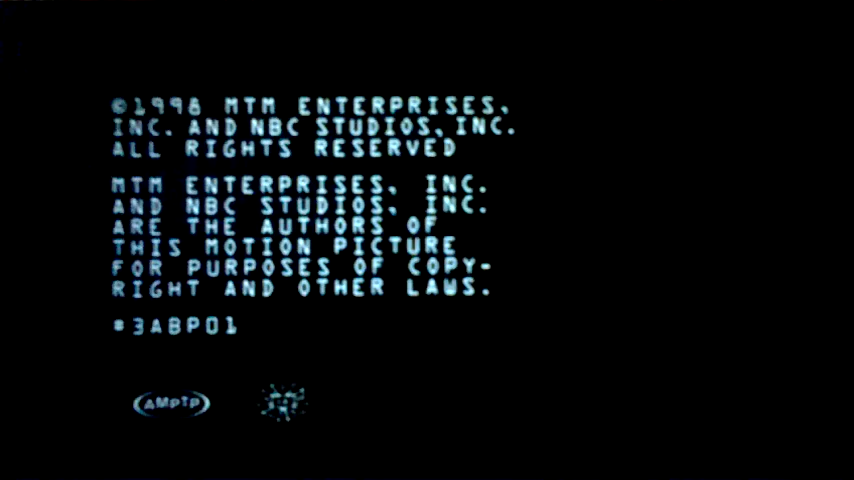 ©1998 MTM ENTERPRISES,
INC. AND NBC STUDIOS, INC.
ALL RIGHTS RESERVED
MTM ENTERPRISES, INC.
AND NBC STUDIOS, INC.
ARE THE AUTHORS OF
THIS MOTION PICTURE
FOR PURPOSES OF COPY-
RIGHT AND OTHER LAWS.
#3ABP01
AMPTP